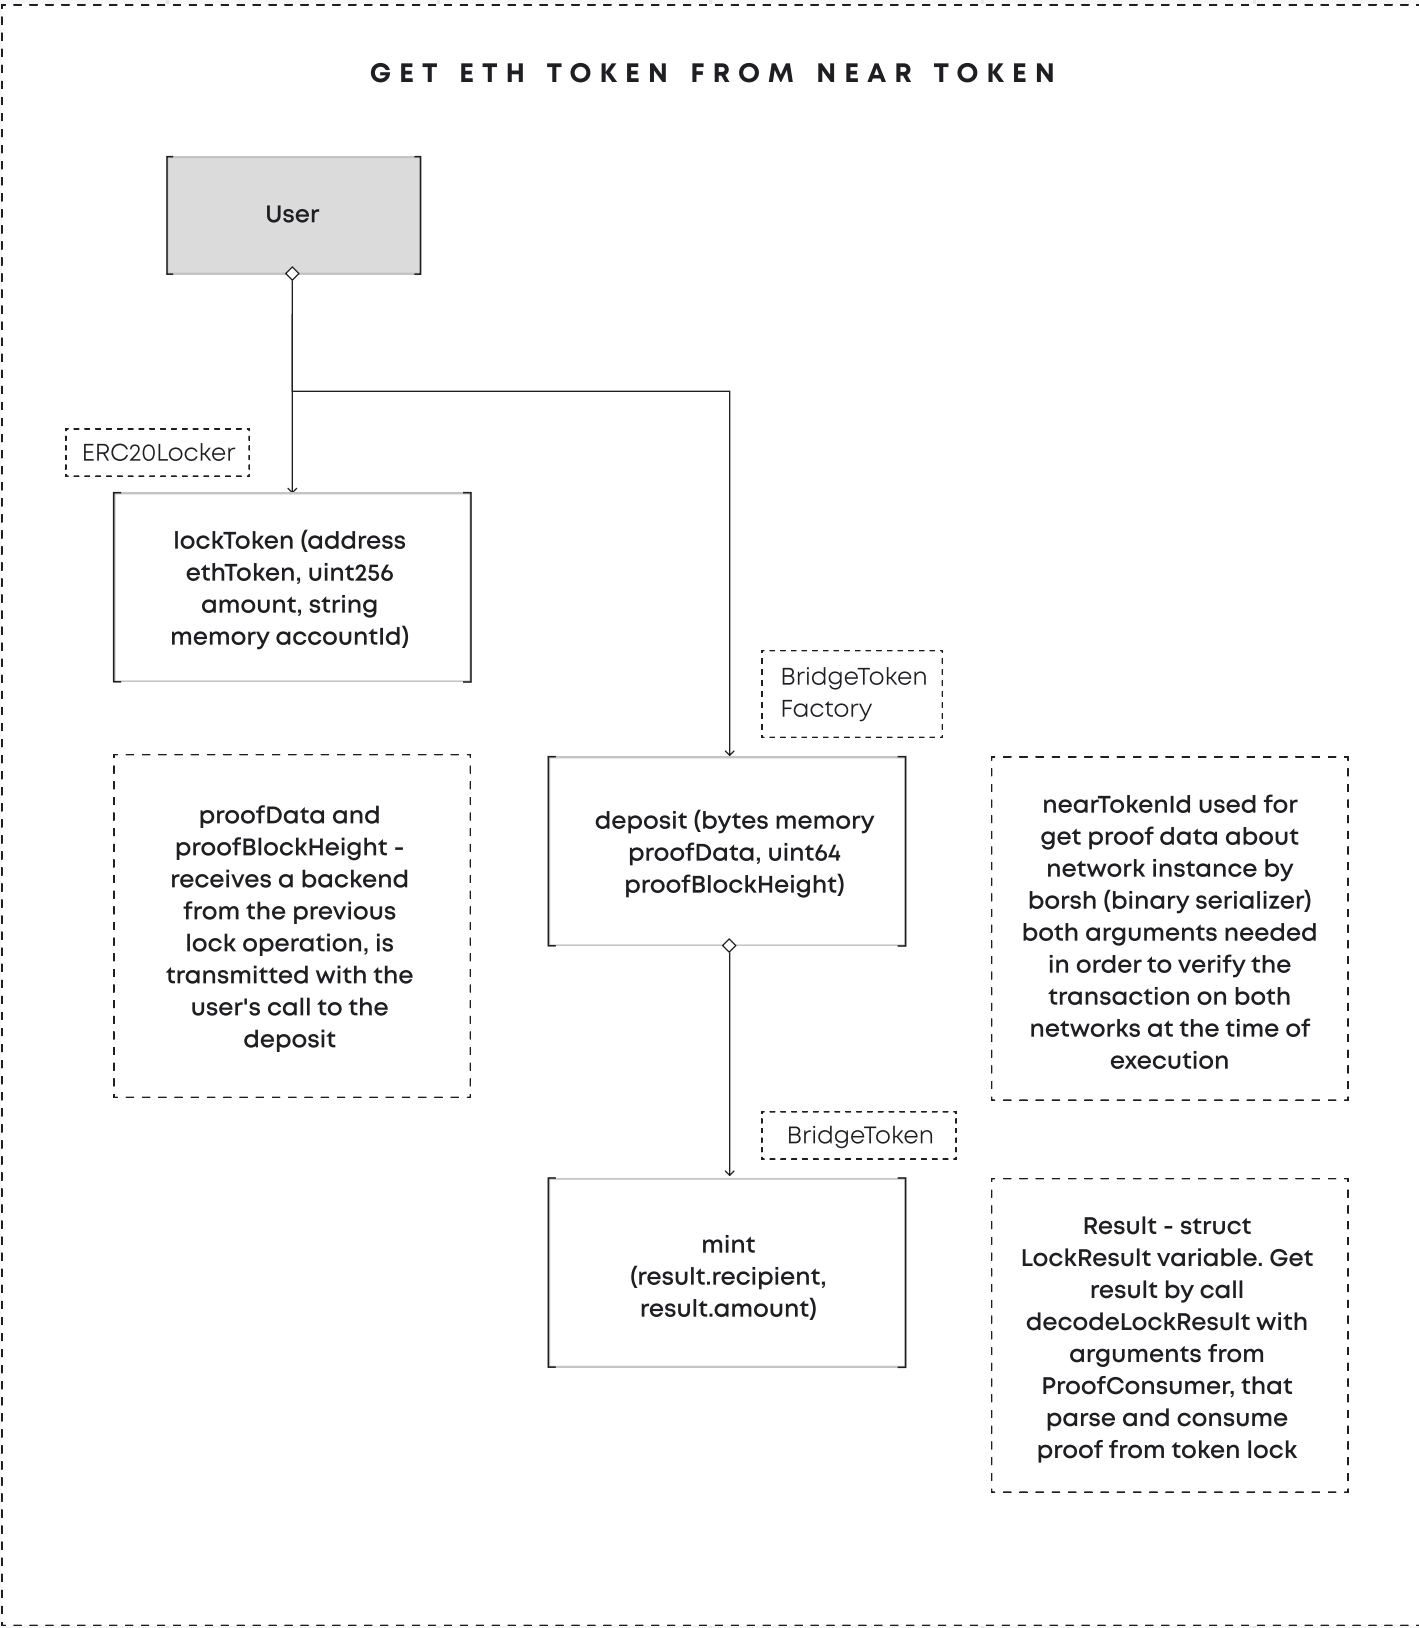 GET ETH TOKEN FROM NEAR TOKEN
User
ERC20Locker
lockToken (address
ethToken, uint256
amount, string
memory accountId)
BridgeToken
Factory
proofData and
proofBlockHeight -
receives a backend
from the previous
lock operation, is
transmitted with the
user's call to the
deposit
deposit (bytes memory
proofData, uint64
proofBlockHeight)
nearTokenId used for
get proof data about
network instance by
borsh (binary serializer)
both arguments needed
in order to verify the
transaction on both
networks at the time of
execution
BridgeToken
mint
(result.recipient,
result.amount)
Result - struct
LockResult variable. Get
result by call
decodeLockResult with
arguments from
ProofConsumer, that
parse and consume
proof from token lock